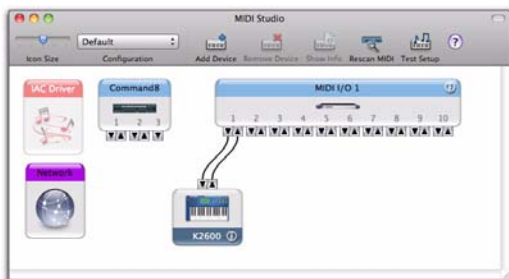 MIDI Studio
Default
Icon Size
Configuration
Add Device
Remove Device
Show Info
Rescan MIDI
Test Setup
?
IAC Driver
Command8
1 2 3
MIDI I/O 1
1 2 3 4 5 6 7 8 9 10
Network
K2600